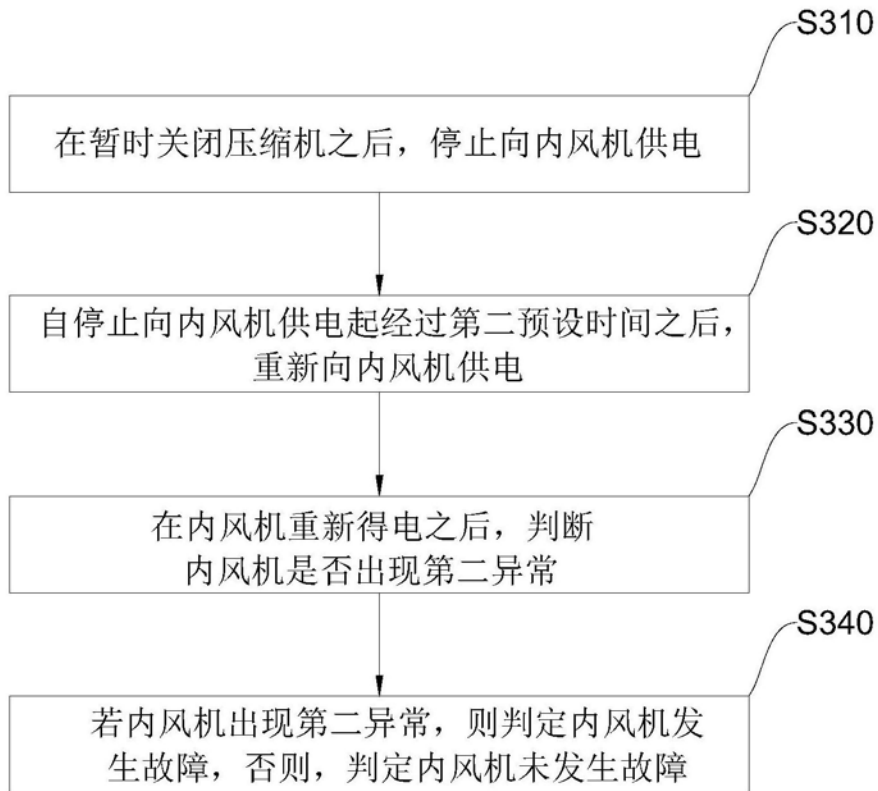 S310
在暂时关闭压缩机之后，停止向内风机供电
S320
自停止向内风机供电起经过第二预设时间之后，
重新向内风机供电
S330
在内风机重新得电之后，判断
内风机是否出现第二异常
S340
若内风机出现第二异常，则判定内风机发
生故障，否则，判定内风机未发生故障